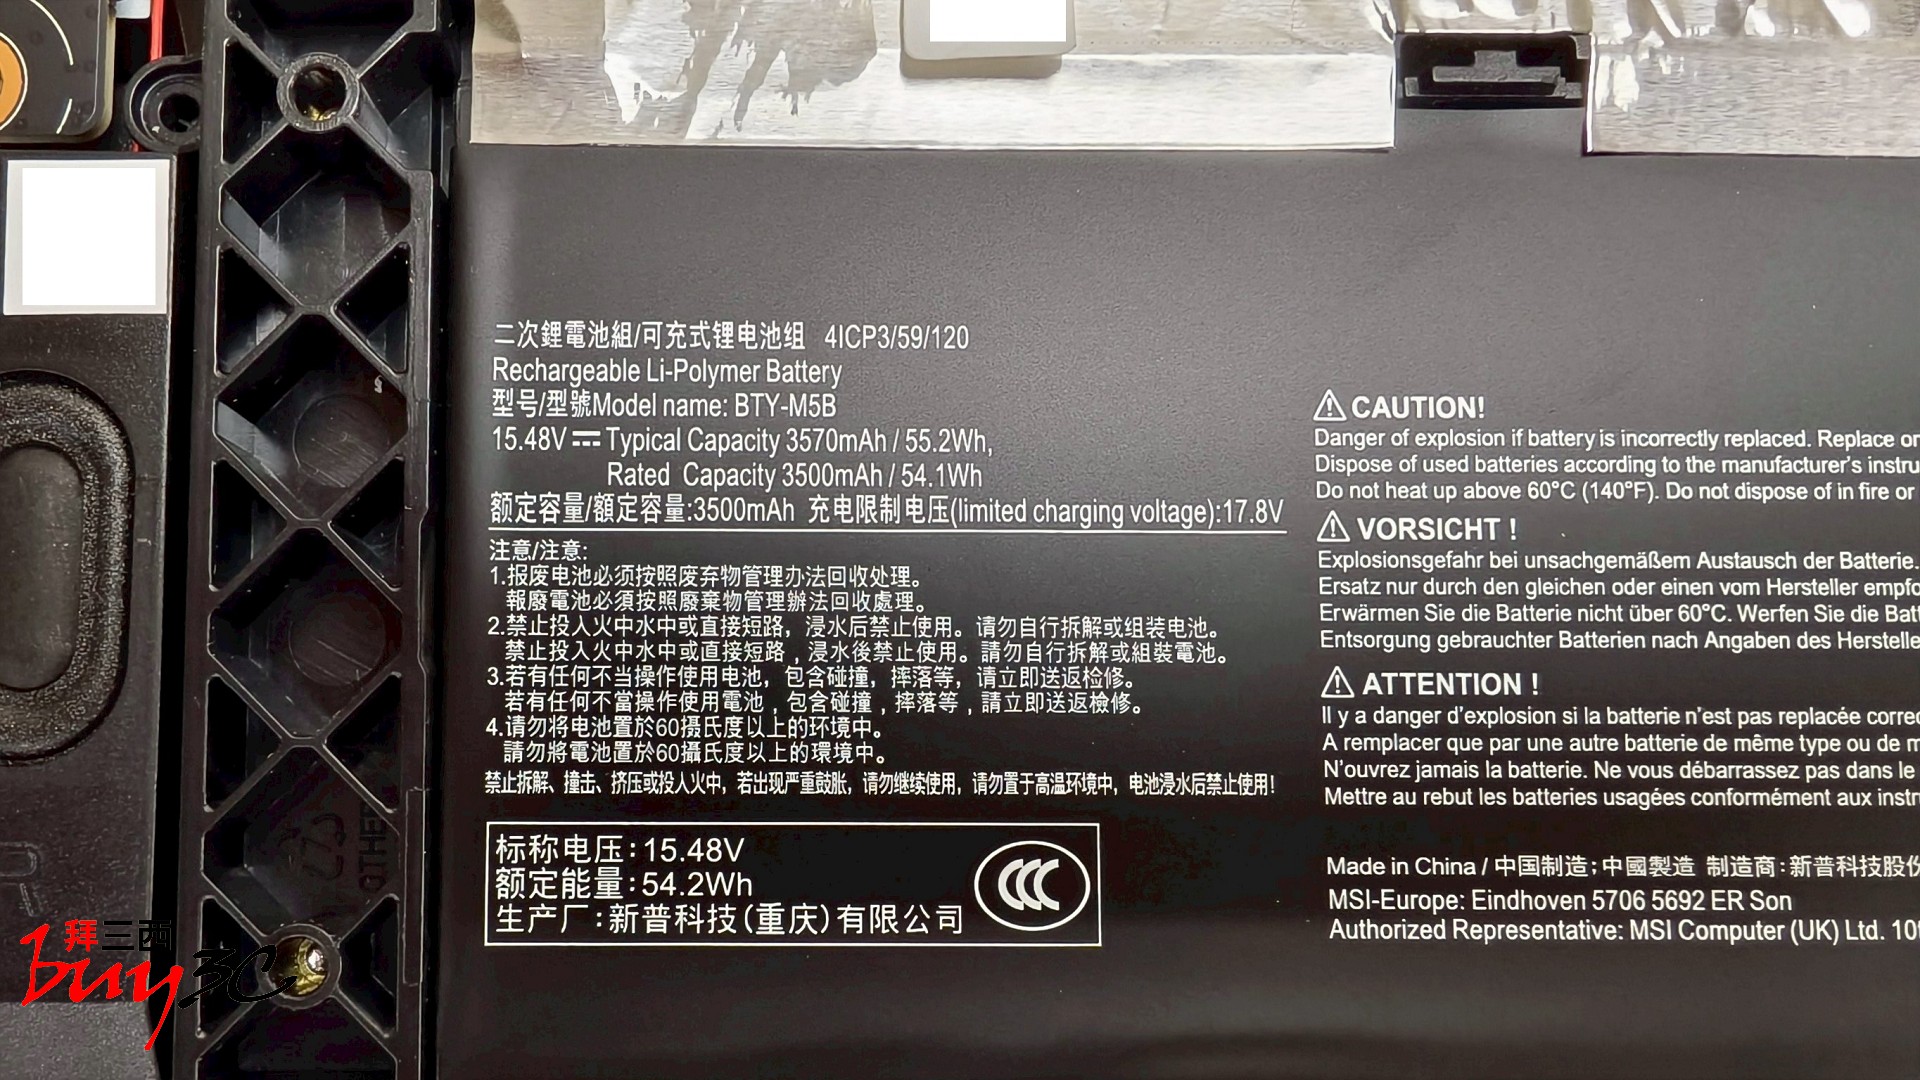 二次鋰電池組/可充式锂电池组 4ICP3/59/120
Rechargeable Li-Polymer Battery
型号/型號Model name: BTY-M5B
15.48V Typical Capacity 3570mAh / 55.2Wh,
Rated Capacity 3500mAh / 54.1Wh
额定容量/額定容量:3500mAh 充电限制电压(limited charging voltage):17.8V
注意/注意:
1.报废电池必须按照废弃物管理办法回收处理。
報廢電池必須按照廢棄物管理辦法回收處理。
2.禁止投入火中水中或直接短路，浸水后禁止使用。请勿自行拆解或组装电池。
禁止投入火中水中或直接短路，浸水後禁止使用。請勿自行拆解或組裝電池。
3.若有任何不当操作使用电池，包含碰撞，摔落等，请立即送返检修。
若有任何不當操作使用電池，包含碰撞，摔落等，請立即送返檢修。
4.请勿将电池置於60摄氏度以上的环境中。
請勿將電池置於60攝氏度以上的環境中。
禁止拆解、撞击、挤压或投入火中，若出现严重鼓胀，请勿继续使用，请勿置于高温环境中，电池浸水后禁止使用！
标称电压:15.48V
额定能量:54.2Wh
生产厂:新普科技(重庆)有限公司
CCC
CAUTION!
Danger of explosion if battery is incorrectly replaced. Replace on
Dispose of used batteries according to the manufacturer's instru
Do not heat up above 60°C (140°F). Do not dispose of in fire or
VORSICHT !
Explosionsgefahr bei unsachgemäßem Austausch der Batterie.
Ersatz nur durch den gleichen oder einen vom Hersteller empfo
Erwärmen Sie die Batterie nicht über 60°C. Werfen Sie die Batt
Entsorgung gebrauchter Batterien nach Angaben des Herstelle
ATTENTION !
Il y a danger d'explosion si la batterie n'est pas replacée correc
A remplacer que par une autre batterie de même type ou de m
N'ouvrez jamais la batterie. Ne vous débarrassez pas dans le
Mettre au rebut les batteries usagées conformément aux instr
Made in China / 中国制造；中國製造 制造商：新普科技股份
MSI-Europe: Eindhoven 5706 5692 ER Son
Authorized Representative: MSI Computer (UK) Ltd. 10t
拜三西
buy3C